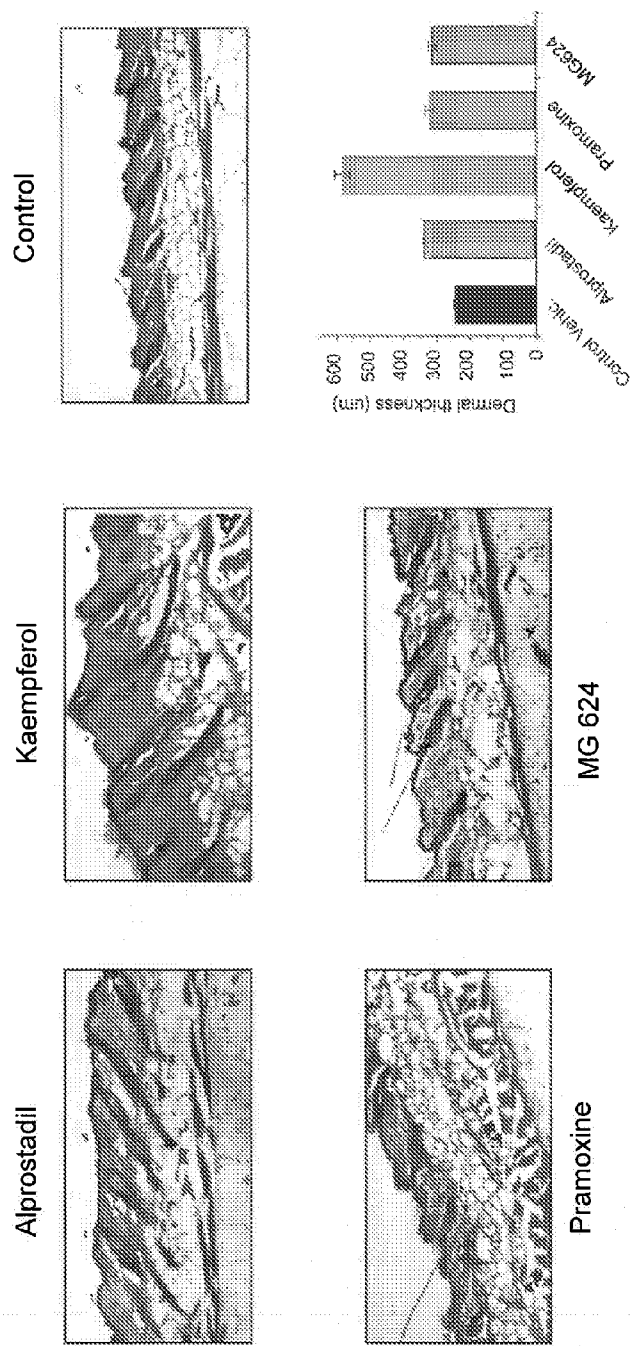 Alprostadil
Kaempferol
Control
Pramoxine
MG 624
Dermal thickness (um)
600
500
400
300
200
100
0
Control Vehic.
Alprostadil
Kaempferol
Pramoxine
MG624